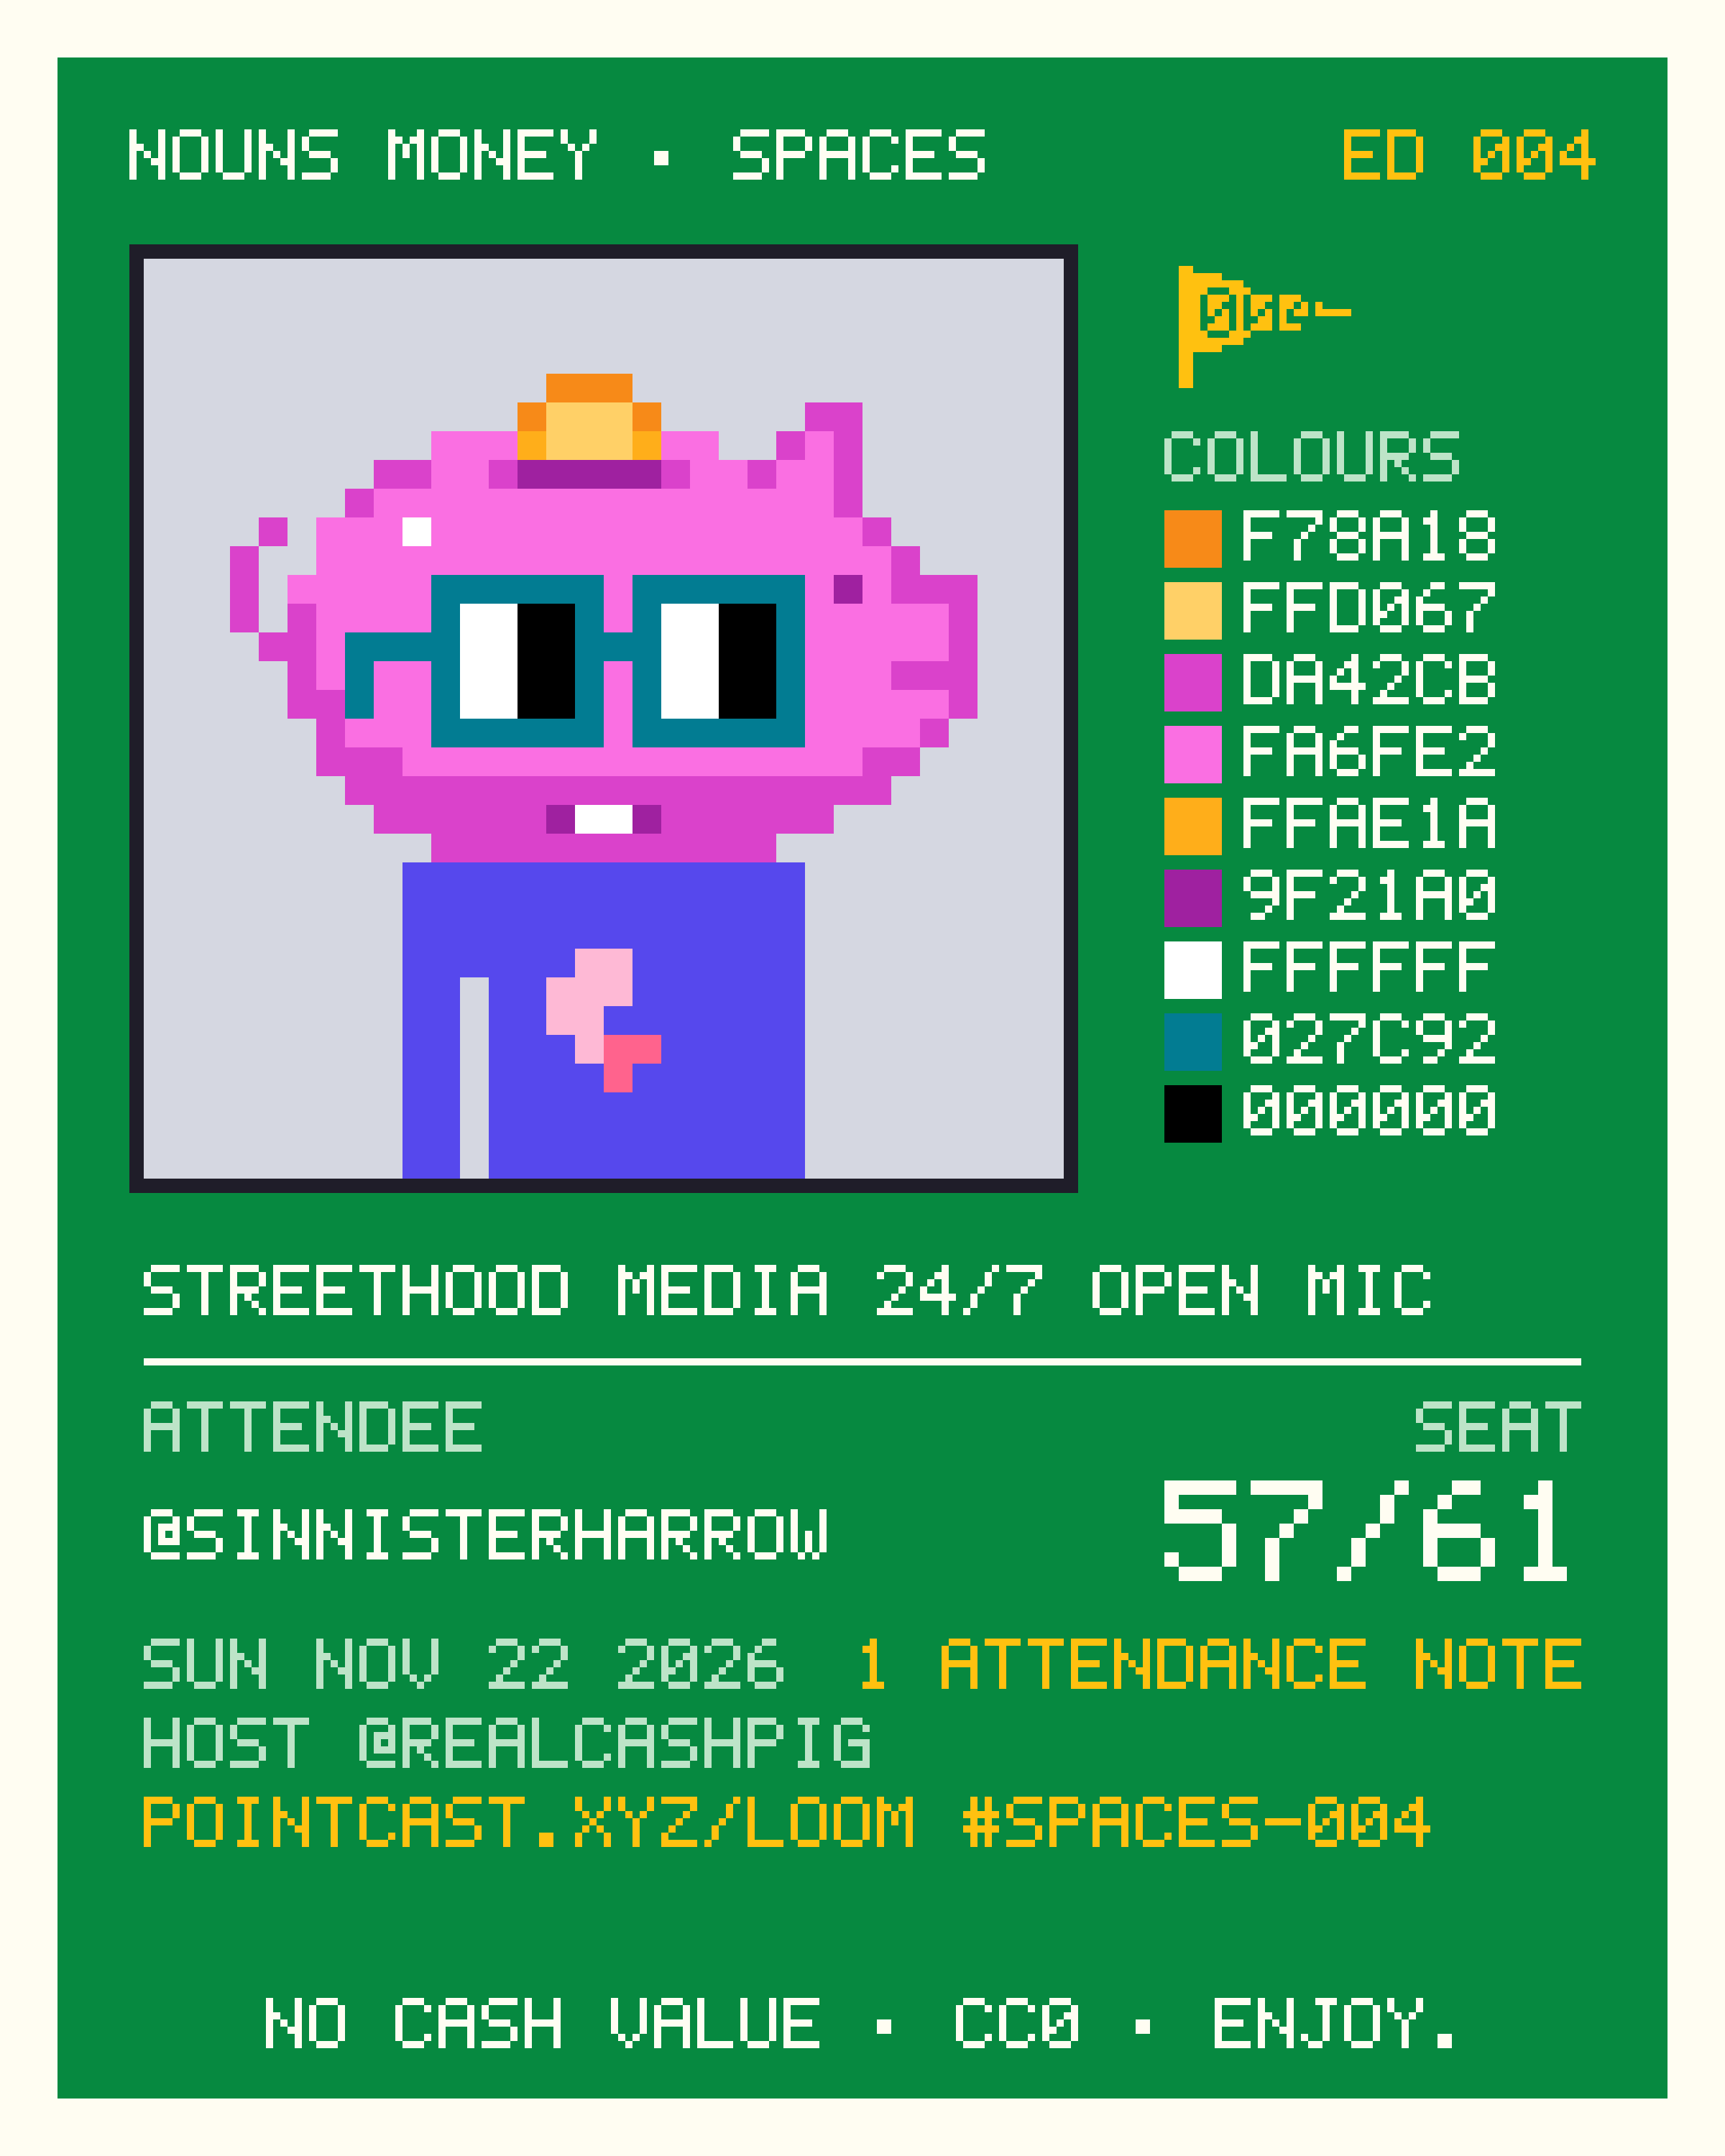 NOUNS MONEY · SPACES
ED 004
COLOURS
F78A18
FFD067
DA42CB
FA6FE2
FFAE1A
9F21A0
FFFFFF
027C92
000000
STREETHOOD MEDIA 24/7 OPEN MIC
ATTENDEE
SEAT
@SINNISTERHARROW
57/61
SUN NOV 22 2026
1 ATTENDANCE NOTE
HOST @REALCASHPIG
POINTCAST.XYZ/LOOM #SPACES-004
NO CASH VALUE · CC0 · ENJOY.